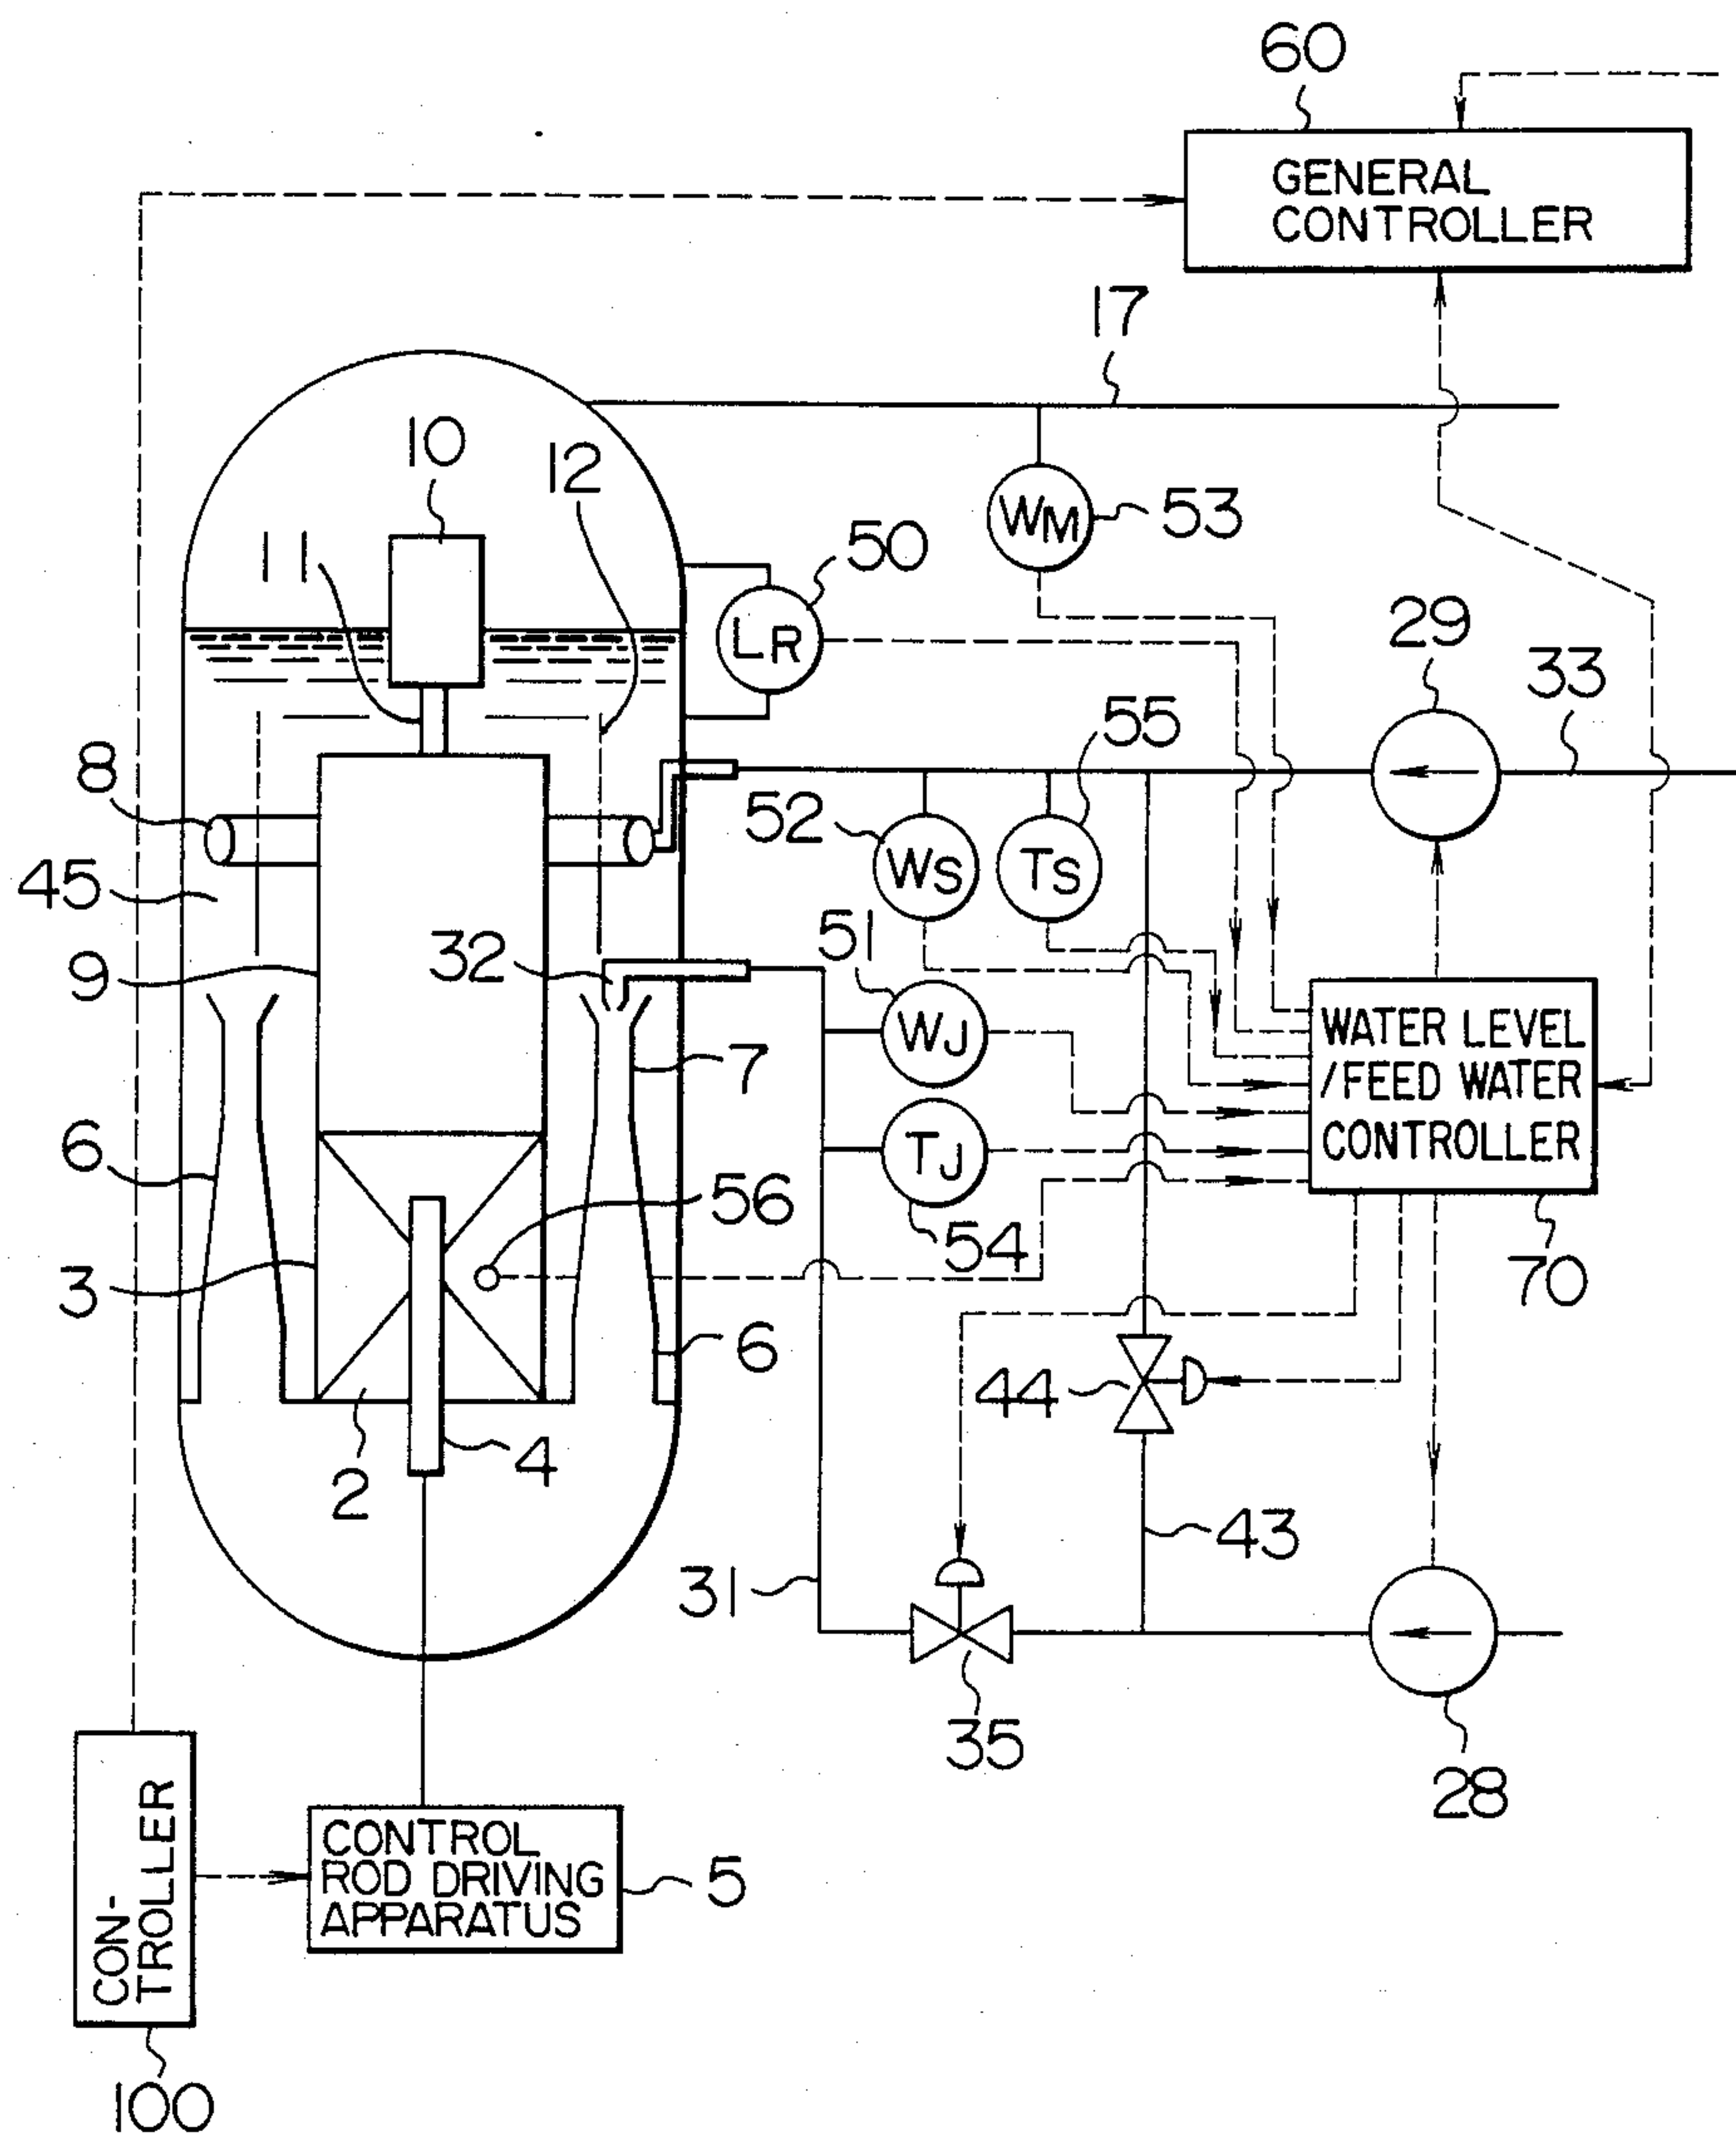 60
GENERAL
CONTROLLER
17
10
12
WM
53
11
50
LR
29
33
55
8
52
WS
TS
45
51
32
9
WJ
WATER LEVEL
/FEED WATER
CONTROLLER
7
6
TJ
56
54
3
70
6
44
2
4
43
31
35
28
CON-
TROLLER
CONTROL
ROD DRIVING
APPARATUS
5
100